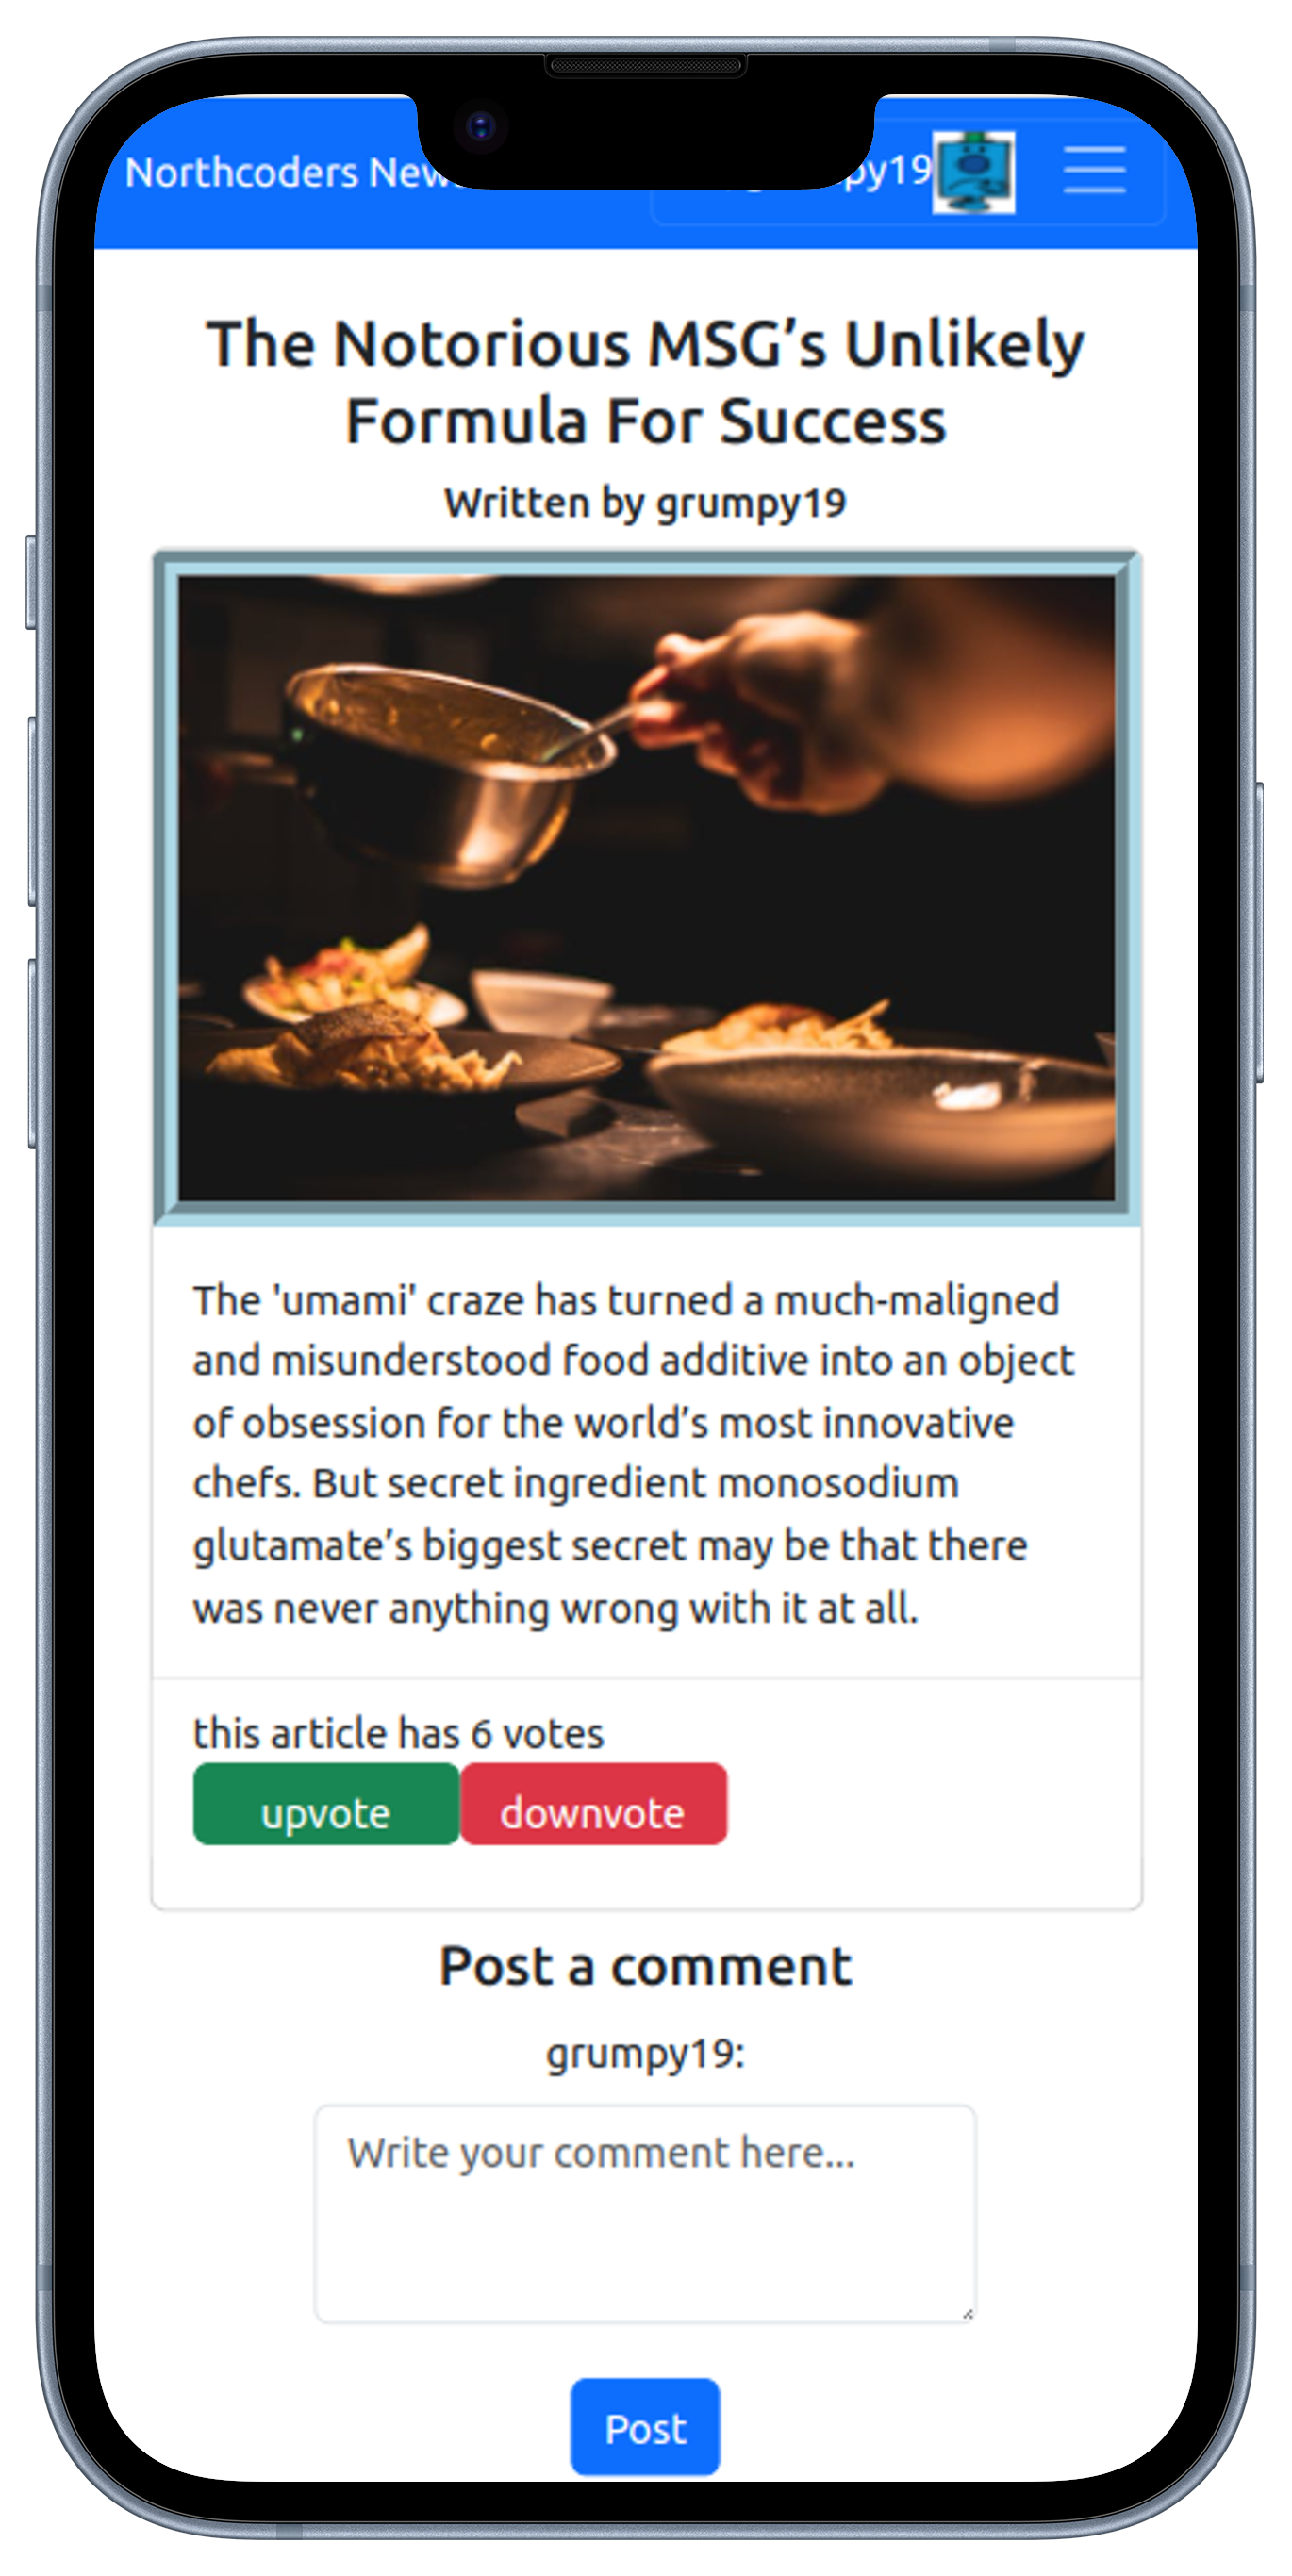 Northcoders New
py19
The Notorious MSG’s Unlikely
Formula For Success
Written by grumpy19
The 'umami' craze has turned a much-maligned
and misunderstood food additive into an object
of obsession for the world’s most innovative
chefs. But secret ingredient monosodium
glutamate’s biggest secret may be that there
was never anything wrong with it at all.
this article has 6 votes
upvote downvote
Post a comment
grumpy19:
Write your comment here...
Post